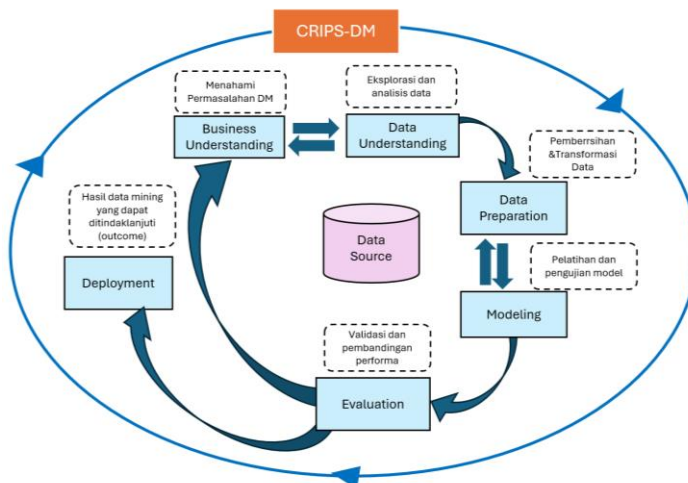 CRIPS-DM
Menahami
Permasalahan DM
Business
Understanding
Eksplorasi dan
analisis data
Data
Understanding
Pemberrsihan
&Transformasi
Data
Data
Preparation
Hasil data mining
yang dapat
ditindaklanjuti
(outcome)
Deployment
Data
Source
Pelatihan dan
pengujian model
Modeling
Validasi dan
pembandingan
performa
Evaluation